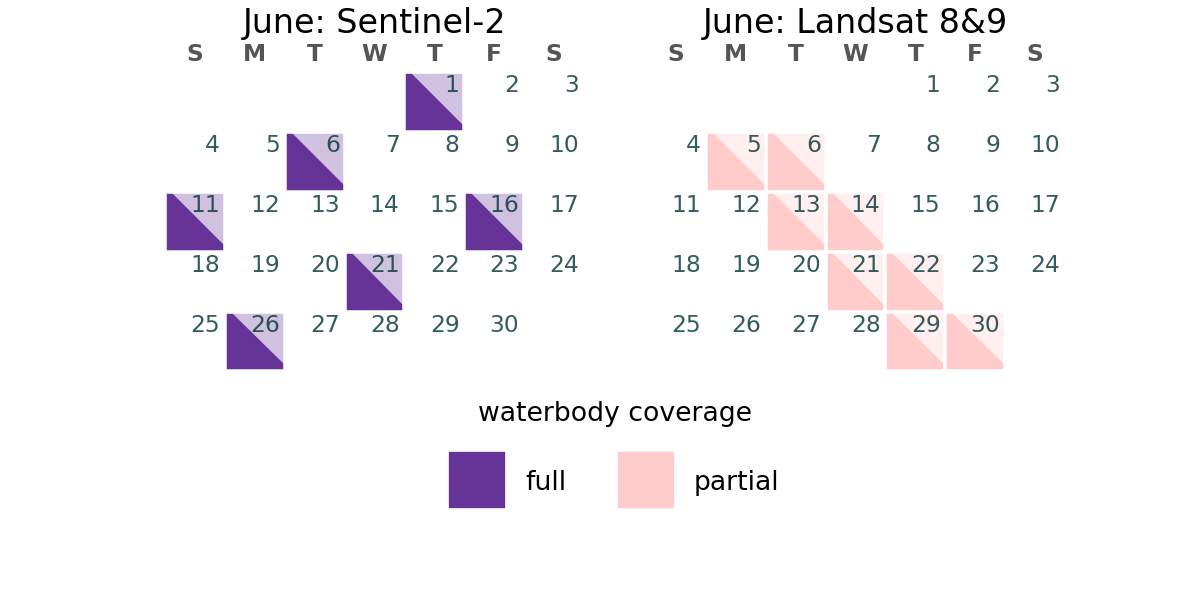 June: Sentinel-2
S M T W T F S
1 2 3
4 5 6 7 8 9 10
11 12 13 14 15 16 17
18 19 20 21 22 23 24
25 26 27 28 29 30
June: Landsat 8&9
S M T W T F S
1 2 3
4 5 6 7 8 9 10
11 12 13 14 15 16 17
18 19 20 21 22 23 24
25 26 27 28 29 30
waterbody coverage
full partial